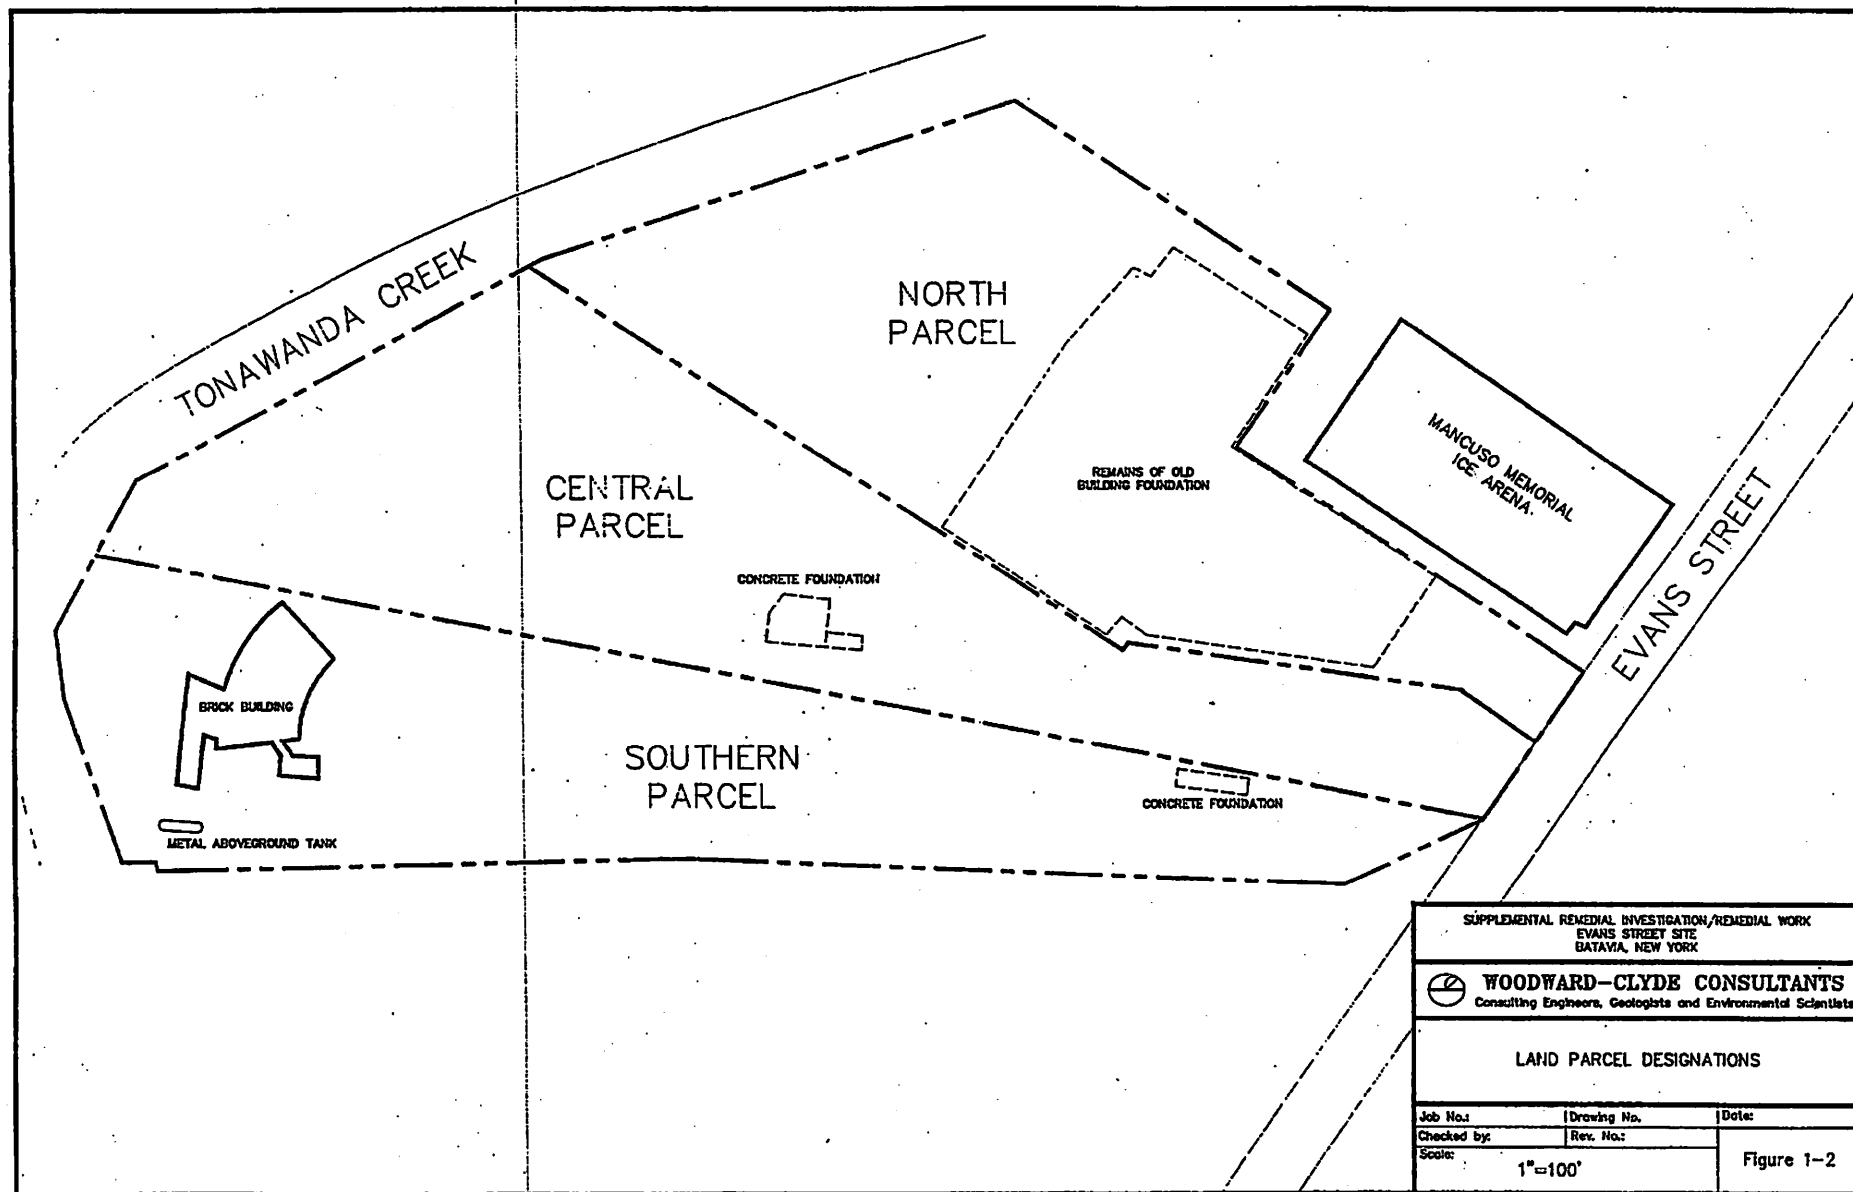 TONAWANDA CREEK
NORTH
PARCEL
CENTRAL
PARCEL
REMAINS OF OLD
BUILDING FOUNDATION
MANCUSO MEMORIAL
ICE ARENA
EVANS STREET
CONCRETE FOUNDATION
BRICK BUILDING
SOUTHERN
PARCEL
CONCRETE FOUNDATION
METAL ABOVEGROUND TANK
SUPPLEMENTAL REMEDIAL INVESTIGATION/REMEDIAL WORK
EVANS STREET SITE
BATAVIA, NEW YORK
WOODWARD-CLYDE CONSULTANTS
Consulting Engineers, Geologists and Environmental Scientists
LAND PARCEL DESIGNATIONS
Job No.:
Drawing No.
Date:
Checked by:
Rev. No.:
Scale:
1"=100'
Figure 1-2